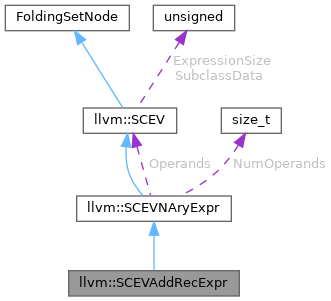 FoldingSetNode
unsigned
ExpressionSize
SubclassData
llvm::SCEV
size_t
Operands
NumOperands
llvm::SCEVNAryExpr
llvm::SCEVAddRecExpr